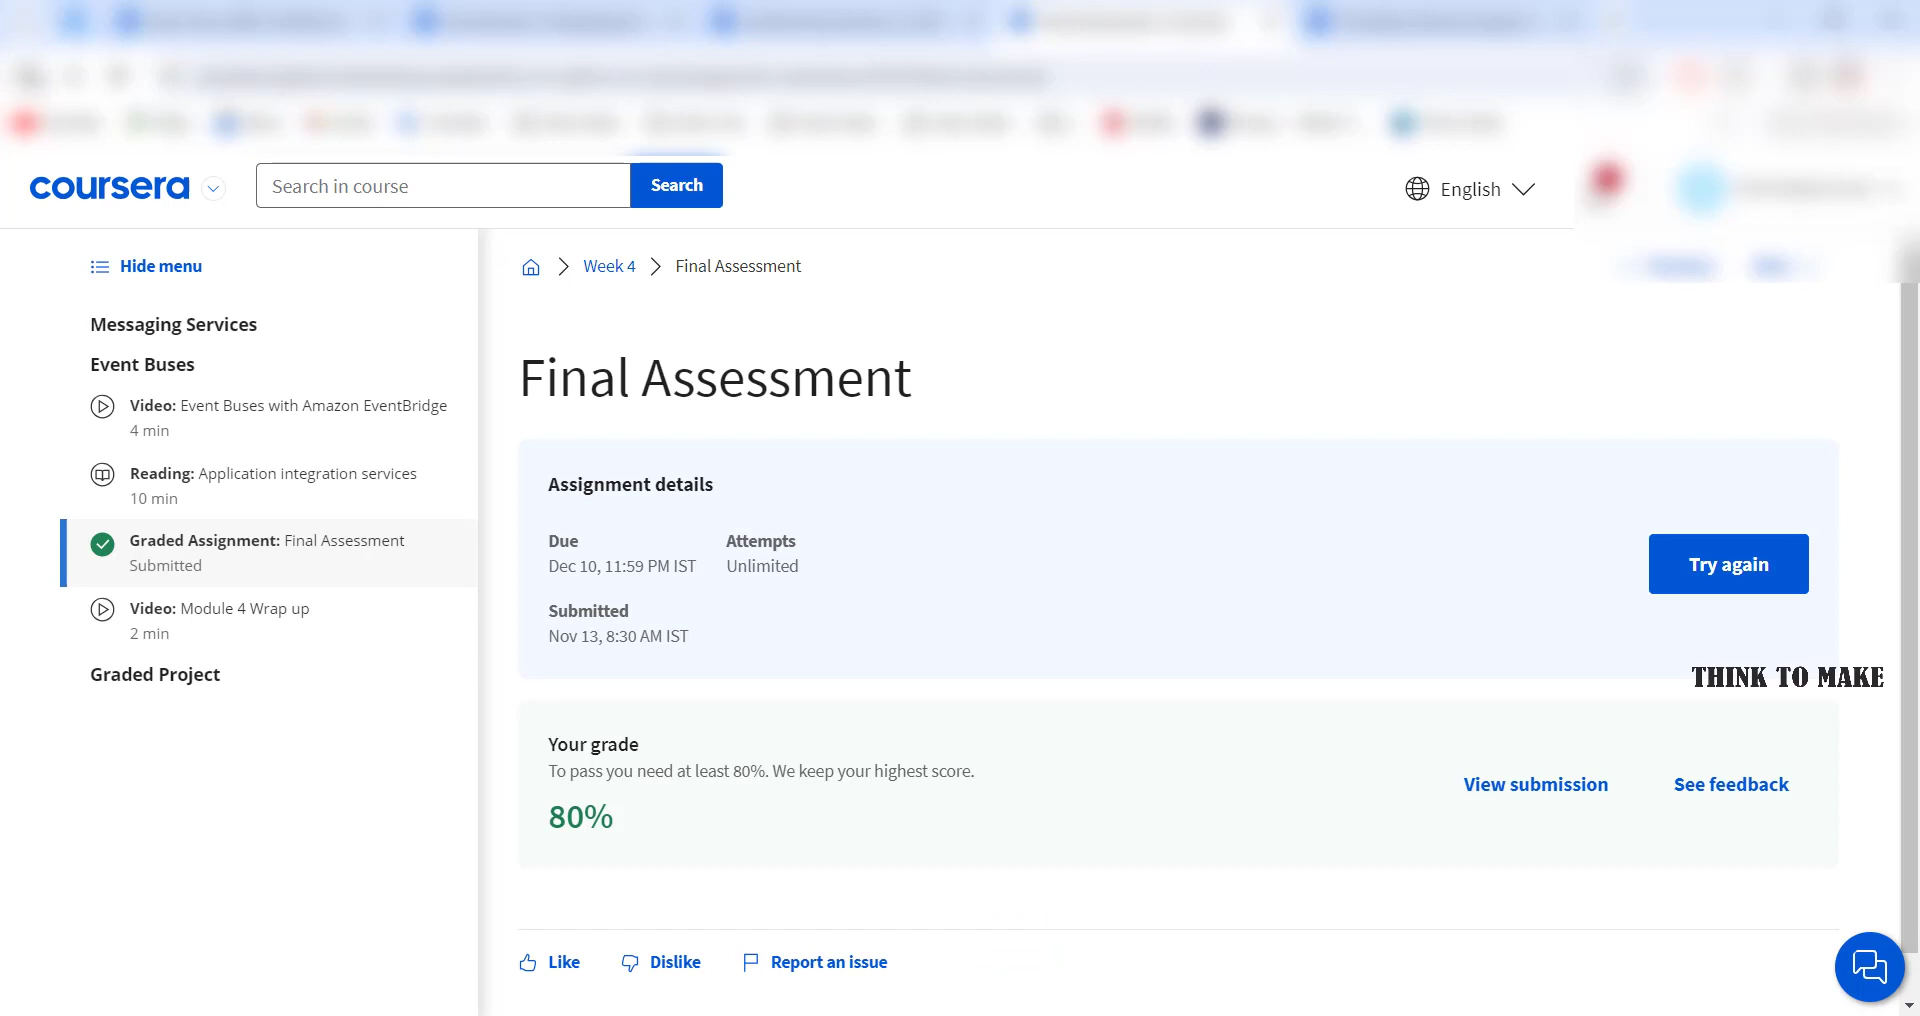 coursera
Search in course
Search
English
Hide menu
Messaging Services
Event Buses
Video: Event Buses with Amazon EventBridge
4 min
Reading: Application integration services
10 min
Graded Assignment: Final Assessment
Submitted
Video: Module 4 Wrap up
2 min
Graded Project
Week 4
Final Assessment
Final Assessment
Assignment details
Due
Attempts
Dec 10, 11:59 PM IST
Unlimited
Submitted
Nov 13, 8:30 AM IST
Try again
THINK TO MAKE
Your grade
To pass you need at least 80%. We keep your highest score.
80%
View submission
See feedback
Like
Dislike
Report an issue